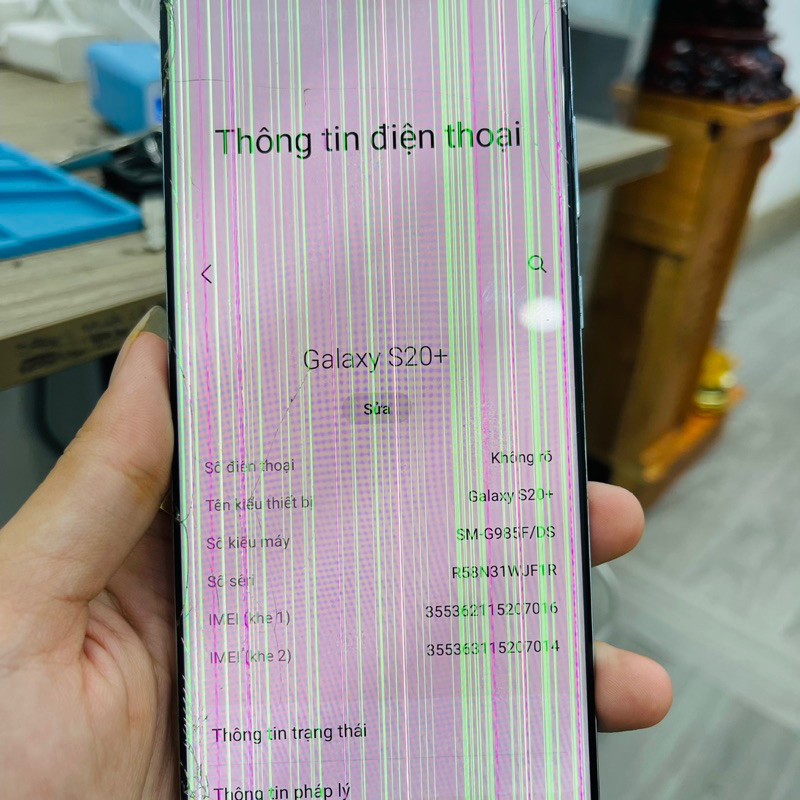 Thông tin điện thoại
Galaxy S20+
Sửa
Số điện thoại Không rõ
Tên kiểu thiết bị Galaxy S20+
Số kiểu máy SM-G985F/DS
Số sêri R58N31WJF1R
IMEI (khe 1) 355362115207016
IMEI (khe 2) 355363115207014
Thông tin trạng thái
Thông tin pháp lý